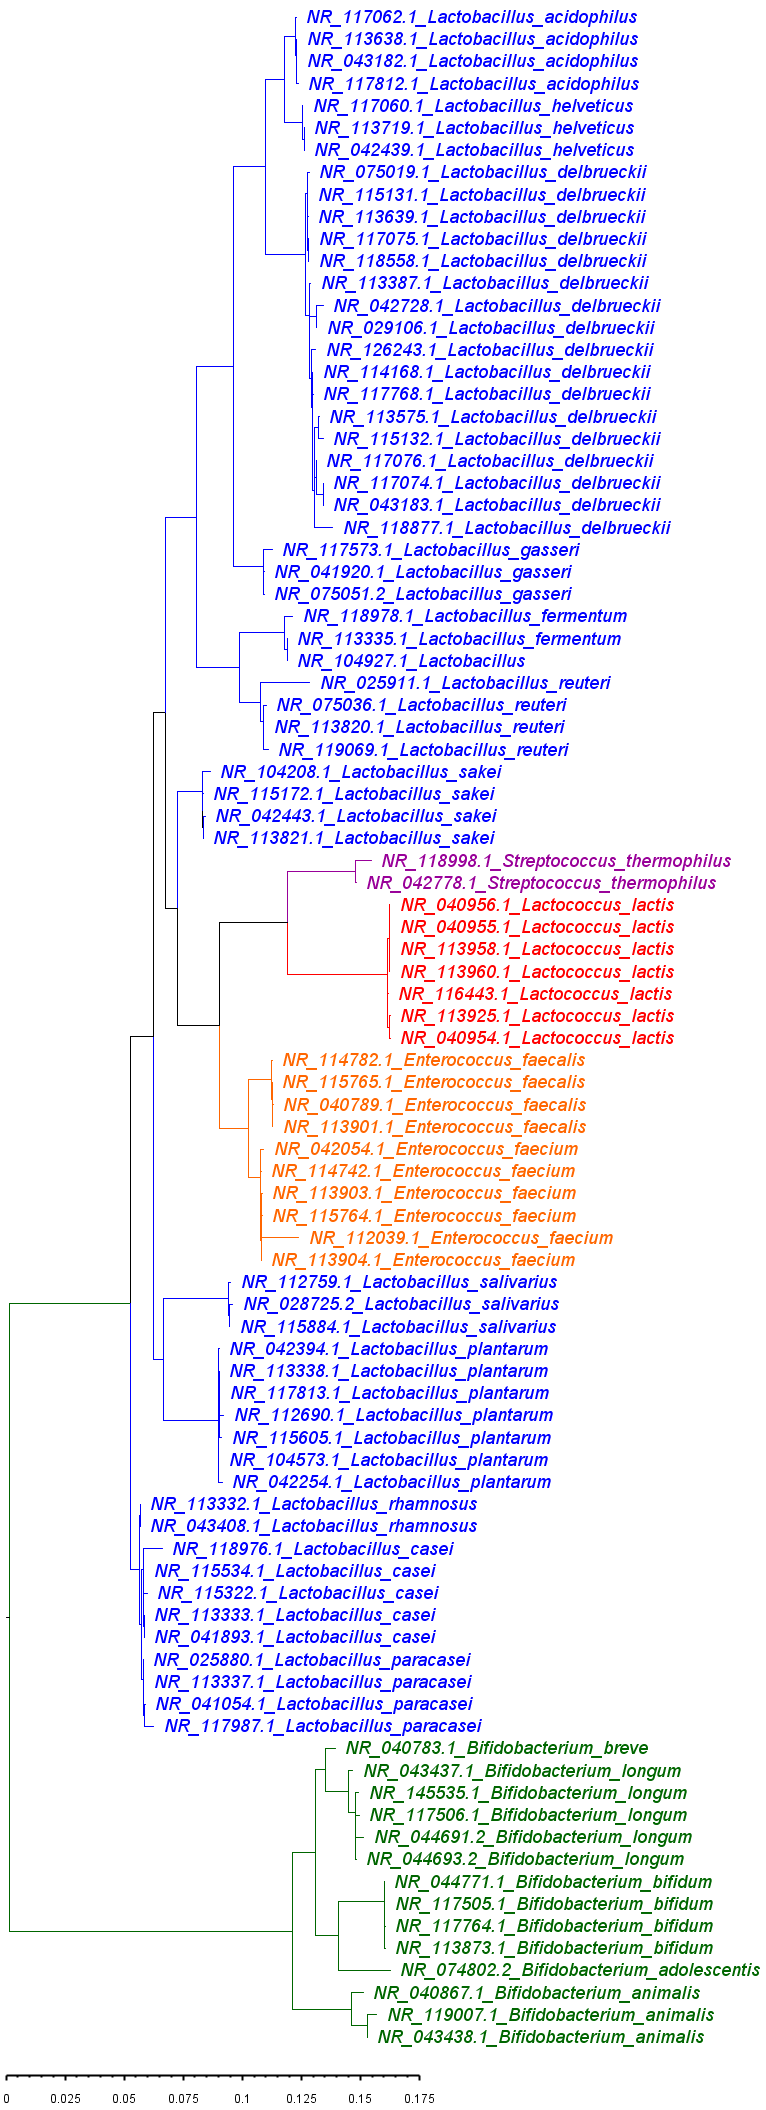 NR_117062.1_Lactobacillus_acidophilus
NR_113638.1_Lactobacillus_acidophilus
NR_043182.1_Lactobacillus_acidophilus
NR_117812.1_Lactobacillus_acidophilus
NR_117060.1_Lactobacillus_helveticus
NR_113719.1_Lactobacillus_helveticus
NR_042439.1_Lactobacillus_helveticus
NR_075019.1_Lactobacillus_delbrueckii
NR_115131.1_Lactobacillus_delbrueckii
NR_113639.1_Lactobacillus_delbrueckii
NR_117075.1_Lactobacillus_delbrueckii
NR_118558.1_Lactobacillus_delbrueckii
NR_113387.1_Lactobacillus_delbrueckii
NR_042728.1_Lactobacillus_delbrueckii
NR_029106.1_Lactobacillus_delbrueckii
NR_126243.1_Lactobacillus_delbrueckii
NR_114168.1_Lactobacillus_delbrueckii
NR_117768.1_Lactobacillus_delbrueckii
NR_113575.1_Lactobacillus_delbrueckii
NR_115132.1_Lactobacillus_delbrueckii
NR_117076.1_Lactobacillus_delbrueckii
NR_117074.1_Lactobacillus_delbrueckii
NR_043183.1_Lactobacillus_delbrueckii
NR_118877.1_Lactobacillus_delbrueckii
NR_117573.1_Lactobacillus_gasseri
NR_041920.1_Lactobacillus_gasseri
NR_075051.2_Lactobacillus_gasseri
NR_118978.1_Lactobacillus_fermentum
NR_113335.1_Lactobacillus_fermentum
NR_104927.1_Lactobacillus
NR_025911.1_Lactobacillus_reuteri
NR_075036.1_Lactobacillus_reuteri
NR_113820.1_Lactobacillus_reuteri
NR_119069.1_Lactobacillus_reuteri
NR_104208.1_Lactobacillus_sakei
NR_115172.1_Lactobacillus_sakei
NR_042443.1_Lactobacillus_sakei
NR_113821.1_Lactobacillus_sakei
NR_118998.1_Streptococcus_thermophilus
NR_042778.1_Streptococcus_thermophilus
NR_040956.1_Lactococcus_lactis
NR_040955.1_Lactococcus_lactis
NR_113958.1_Lactococcus_lactis
NR_113960.1_Lactococcus_lactis
NR_116443.1_Lactococcus_lactis
NR_113925.1_Lactococcus_lactis
NR_040954.1_Lactococcus_lactis
NR_114782.1_Enterococcus_faecalis
NR_115765.1_Enterococcus_faecalis
NR_040789.1_Enterococcus_faecalis
NR_113901.1_Enterococcus_faecalis
NR_042054.1_Enterococcus_faecium
NR_114742.1_Enterococcus_faecium
NR_113903.1_Enterococcus_faecium
NR_115764.1_Enterococcus_faecium
NR_112039.1_Enterococcus_faecium
NR_113904.1_Enterococcus_faecium
NR_112759.1_Lactobacillus_salivarius
NR_028725.2_Lactobacillus_salivarius
NR_115884.1_Lactobacillus_salivarius
NR_042394.1_Lactobacillus_plantarum
NR_113338.1_Lactobacillus_plantarum
NR_117813.1_Lactobacillus_plantarum
NR_112690.1_Lactobacillus_plantarum
NR_115605.1_Lactobacillus_plantarum
NR_104573.1_Lactobacillus_plantarum
NR_042254.1_Lactobacillus_plantarum
NR_113332.1_Lactobacillus_rhamnosus
NR_043408.1_Lactobacillus_rhamnosus
NR_118976.1_Lactobacillus_casei
NR_115534.1_Lactobacillus_casei
NR_115322.1_Lactobacillus_casei
NR_113333.1_Lactobacillus_casei
NR_041893.1_Lactobacillus_casei
NR_025880.1_Lactobacillus_paracasei
NR_113337.1_Lactobacillus_paracasei
NR_041054.1_Lactobacillus_paracasei
NR_117987.1_Lactobacillus_paracasei
NR_040783.1_Bifidobacterium_breve
NR_043437.1_Bifidobacterium_longum
NR_145535.1_Bifidobacterium_longum
NR_117506.1_Bifidobacterium_longum
NR_044691.2_Bifidobacterium_longum
NR_044693.2_Bifidobacterium_longum
NR_044771.1_Bifidobacterium_bifidum
NR_117505.1_Bifidobacterium_bifidum
NR_117764.1_Bifidobacterium_bifidum
NR_113873.1_Bifidobacterium_bifidum
NR_074802.2_Bifidobacterium_adolescentis
NR_040867.1_Bifidobacterium_animalis
NR_119007.1_Bifidobacterium_animalis
NR_043438.1_Bifidobacterium_animalis
0 0.025 0.05 0.075 0.1 0.125 0.15 0.175